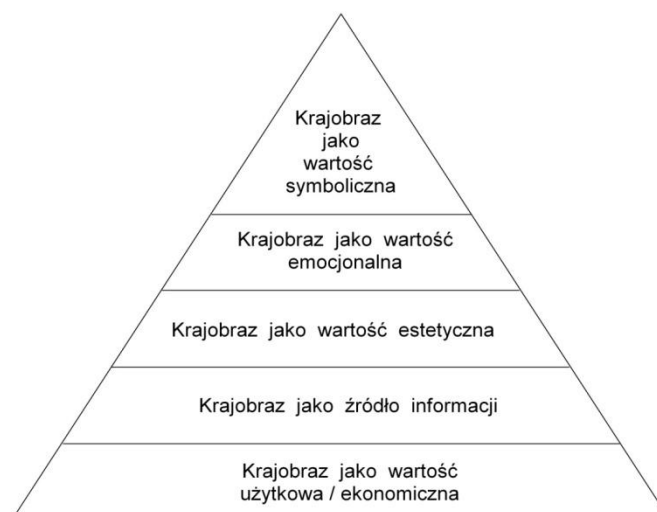 Krajobraz
jako
wartość
symboliczna
Krajobraz jako wartość
emocjonalna
Krajobraz jako wartość estetyczna
Krajobraz jako źródło informacji
Krajobraz jako wartość
użytkowa / ekonomiczna